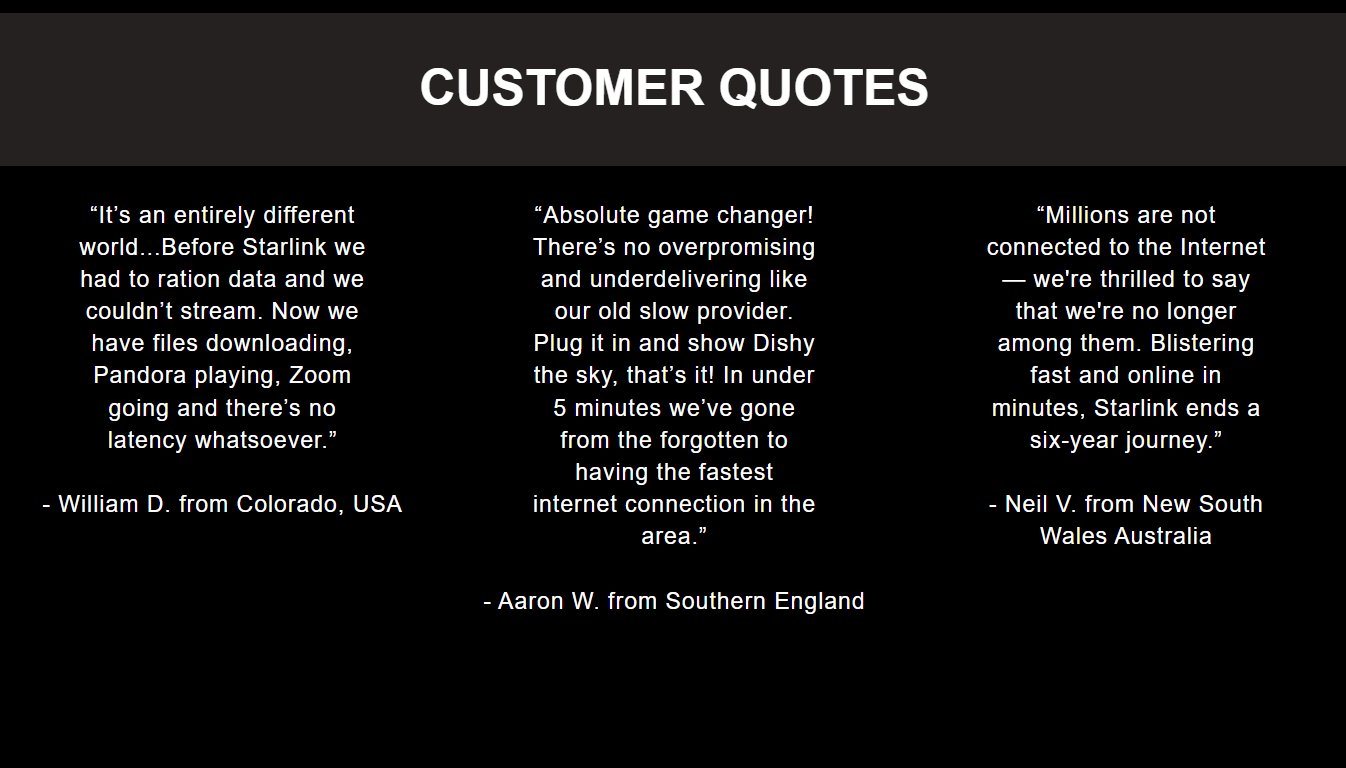 CUSTOMER QUOTES
“It’s an entirely different
world...Before Starlink we
had to ration data and we
couldn’t stream. Now we
have files downloading,
Pandora playing, Zoom
going and there’s no
latency whatsoever.”
- William D. from Colorado, USA
“Absolute game changer!
There’s no overpromising
and underdelivering like
our old slow provider.
Plug it in and show Dishy
the sky, that’s it! In under
5 minutes we’ve gone
from the forgotten to
having the fastest
internet connection in the
area.”
- Aaron W. from Southern England
“Millions are not
connected to the Internet
— we're thrilled to say
that we're no longer
among them. Blistering
fast and online in
minutes, Starlink ends a
six-year journey.”
- Neil V. from New South
Wales Australia